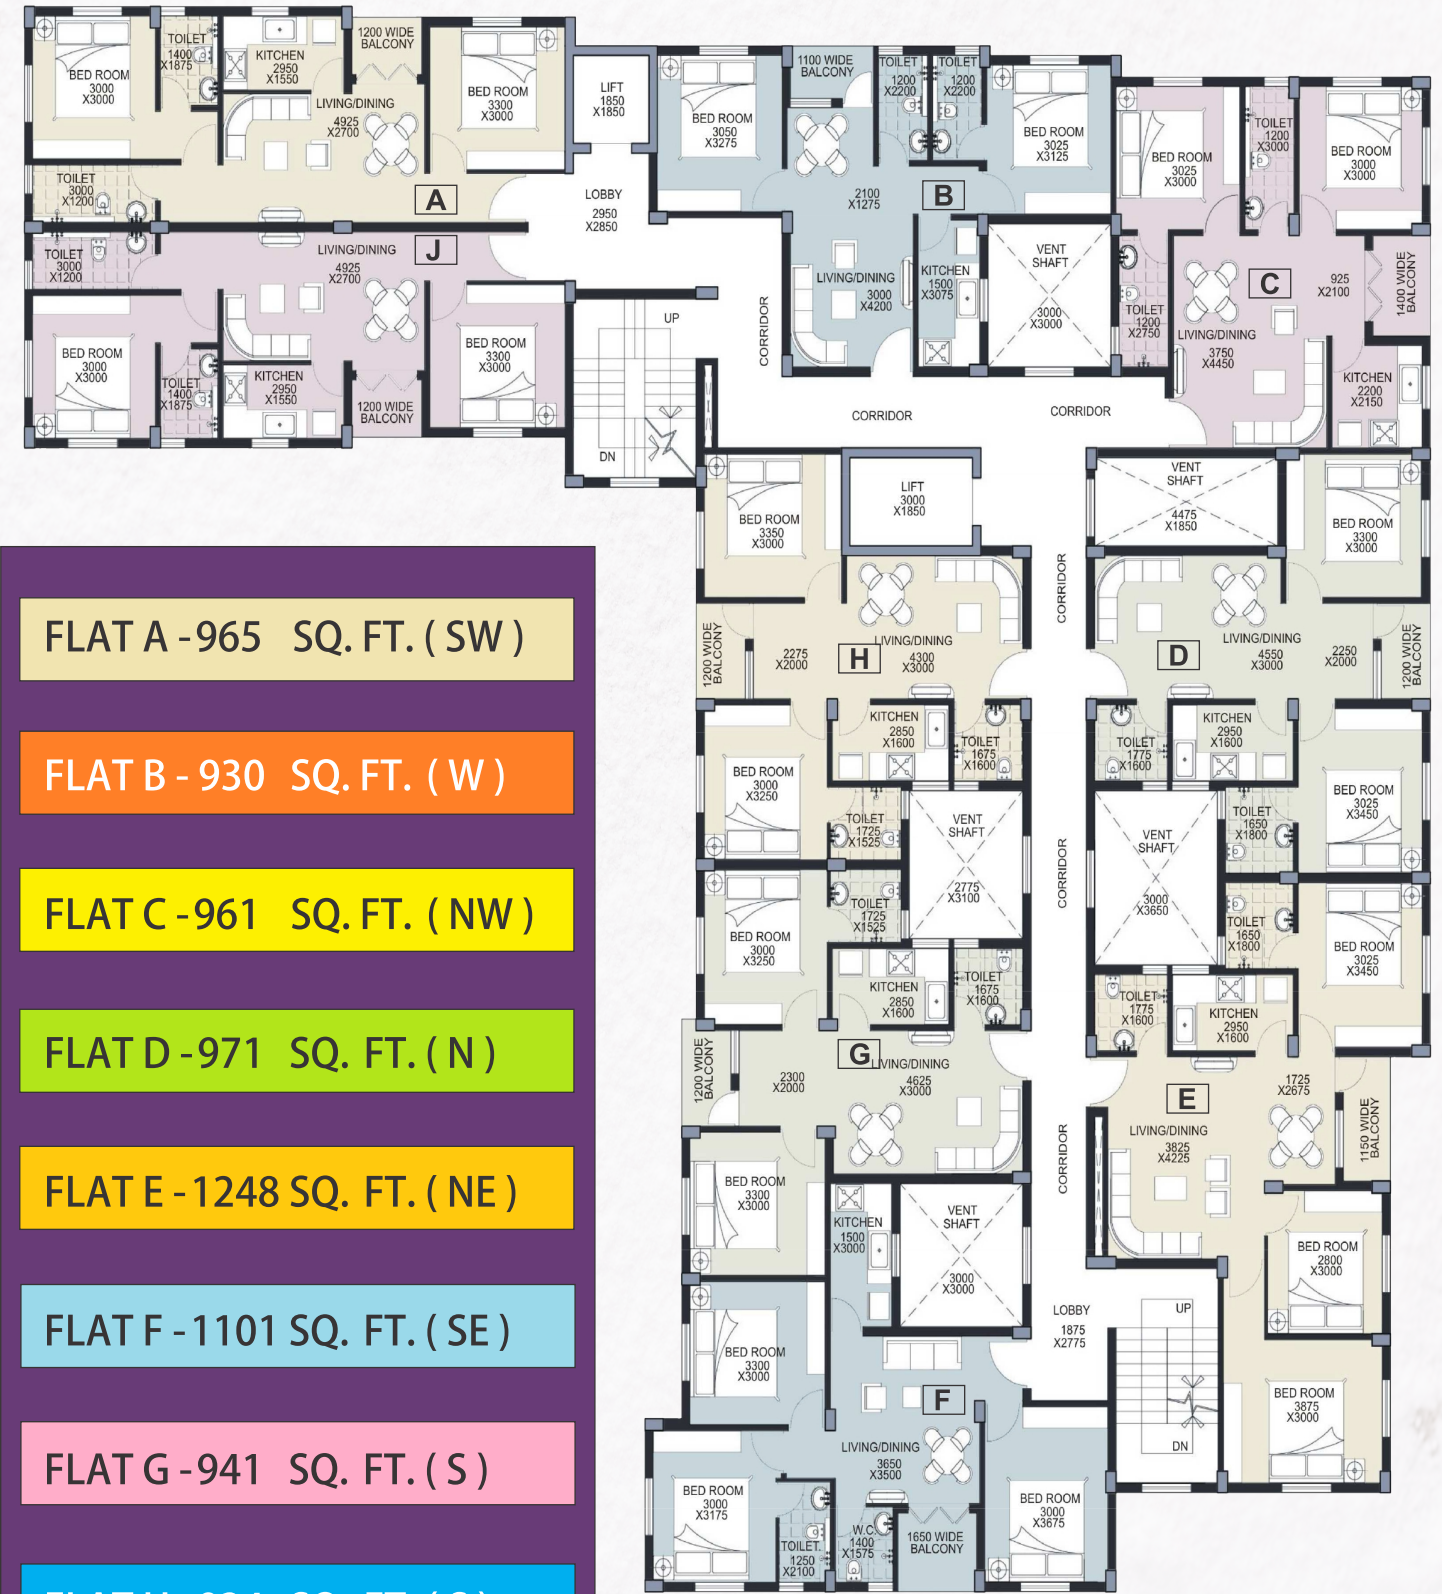 BED ROOM
3000
X3000
TOILET
1400
X1875
KITCHEN
2950
X1550
1200 WIDE
BALCONY
LIVING/DINING
4925
X2700
BED ROOM
3300
X3000
TOILET
3000
X1200
A
LIFT
1850
X1850
LOBBY
2950
X2850
TOILET
3000
X1200
LIVING/DINING
4925
X2700
J
BED ROOM
3000
X3000
TOILET
1400
X1875
KITCHEN
2950
X1550
1200 WIDE
BALCONY
BED ROOM
3300
X3000
UP
DN
BED ROOM
3050
X3275
1100 WIDE
BALCONY
TOILET
1200
X2200
TOILET
1200
X2200
BED ROOM
3025
X3125
2100
X1275
B
LIVING/DINING
3000
X4200
KITCHEN
1500
X3075
VENT
SHAFT
3000
X3000
CORRIDOR
BED ROOM
3025
X3000
TOILET
1200
X3000
BED ROOM
3000
X3000
C
925
X2100
1400 WIDE
BALCONY
TOILET
1200
X2750
LIVING/DINING
3750
X4450
KITCHEN
2200
X2150
CORRIDOR
CORRIDOR
BED ROOM
3350
X3000
LIFT
3000
X1850
VENT
SHAFT
4475
X1850
BED ROOM
3300
X3000
CORRIDOR
1200 WIDE
BALCONY
2275
X2000
H
LIVING/DINING
4300
X3000
D
LIVING/DINING
4550
X3000
2250
X2000
1200 WIDE
BALCONY
KITCHEN
2850
X1600
TOILET
1675
X1600
TOILET
1775
X1600
KITCHEN
2950
X1600
BED ROOM
3000
X3250
TOILET
1725
X1525
VENT
SHAFT
2775
X3100
CORRIDOR
VENT
SHAFT
3000
X3650
TOILET
1650
X1800
BED ROOM
3025
X3450
BED ROOM
3000
X3250
TOILET
1725
X1525
TOILET
1650
X1800
BED ROOM
3025
X3450
KITCHEN
2850
X1600
TOILET
1675
X1600
TOILET
1775
X1600
KITCHEN
2950
X1600
1200 WIDE
BALCONY
2300
X2000
G
LIVING/DINING
4625
X3000
E
1725
X2675
LIVING/DINING
3825
X4225
1150 WIDE
BALCONY
CORRIDOR
BED ROOM
3300
X3000
KITCHEN
1500
X3000
VENT
SHAFT
3000
X3000
BED ROOM
2800
X3000
LOBBY
1875
X2775
UP
DN
BED ROOM
3300
X3000
F
LIVING/DINING
3650
X3500
BED ROOM
3875
X3000
BED ROOM
3000
X3175
TOILET
1250
X2100
W.C.
1400
X1575
1650 WIDE
BALCONY
BED ROOM
3000
X3675
FLAT A - 965 SQ. FT. ( SW )
FLAT B - 930 SQ. FT. ( W )
FLAT C - 961 SQ. FT. ( NW )
FLAT D - 971 SQ. FT. ( N )
FLAT E - 1248 SQ. FT. ( NE )
FLAT F - 1101 SQ. FT. ( SE )
FLAT G - 941 SQ. FT. ( S )